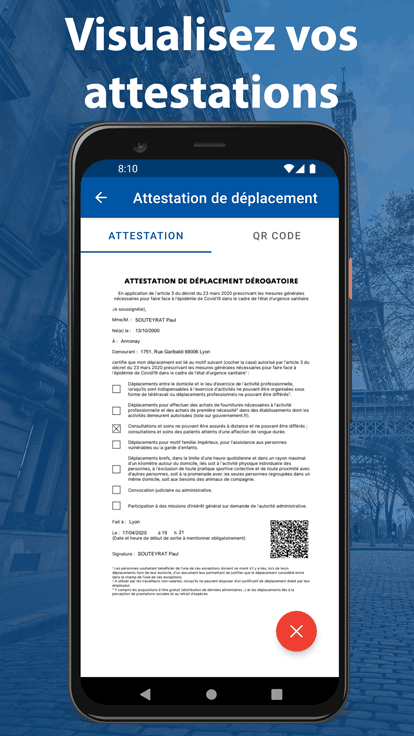 Visualisez vos
attestations
8:10
Attestation de déplacement
ATTESTATION
QR CODE
ATTESTATION DE DÉPLACEMENT DÉROGATOIRE
En application de l'article 3 du décret du 23 mars 2020 prescrivant les mesures générales
nécessaires pour faire face à l'épidémie de Covid19 dans le cadre de l'état d'urgence sanitaire
Je soussigné(e),
Mme/M. : SOUTEYRAT Paul
Né(e) le : 13/10/2000
À : Annonay
Demeurant : 1751, Rue Garibaldi 69006 Lyon
certifie que mon déplacement est lié au motif suivant (cocher la case) autorisé par l'article 3 du
décret du 23 mars 2020 prescrivant les mesures générales nécessaires pour faire face à
l'épidémie de Covid19 dans le cadre de l'état d'urgence sanitaire¹ :
Déplacements entre le domicile et le lieu d'exercice de l'activité professionnelle,
lorsqu'ils sont indispensables à l'exercice d'activités ne pouvant être organisées sous
forme de télétravail ou déplacements professionnels ne pouvant être différés².
Déplacements pour effectuer des achats de fournitures nécessaires à l'activité
professionnelle et des achats de première nécessité³ dans des établissements dont les
activités demeurent autorisées (liste sur gouvernement.fr).
Consultations et soins ne pouvant être assurés à distance et ne pouvant être différés ;
consultations et soins des patients atteints d'une affection de longue durée.
Déplacements pour motif familial impérieux, pour l'assistance aux personnes
vulnérables ou la garde d'enfants.
Déplacements brefs, dans la limite d'une heure quotidienne et dans un rayon maximal
d'un kilomètre autour du domicile, liés soit à l'activité physique individuelle des
personnes, à l'exclusion de toute pratique sportive collective et de toute proximité avec
d'autres personnes, soit à la promenade avec les seules personnes regroupées dans un
même domicile, soit aux besoins des animaux de compagnie.
Convocation judiciaire ou administrative.
Participation à des missions d'intérêt général sur demande de l'autorité administrative.
Fait à : Lyon
Le : 17/04/2020 à 19 h 21
(Date et heure de début de sortie à mentionner obligatoirement)
Signature : SOUTEYRAT Paul
¹ Les personnes souhaitant bénéficier de l'une de ces exceptions doivent se munir s'il y a lieu, lors de leurs
déplacements hors de leur domicile, d'un document leur permettant de justifier que le déplacement considéré entre
dans le champ de l'une de ces exceptions.
² A utiliser par les travailleurs non-salariés, lorsqu'ils ne peuvent disposer d'un justificatif de déplacement établi par leur
employeur.
³ Y compris les acquisitions à titre gratuit (distribution de denrées alimentaires...) et les déplacements liés à la
perception de prestations sociales et au retrait d'espèces.